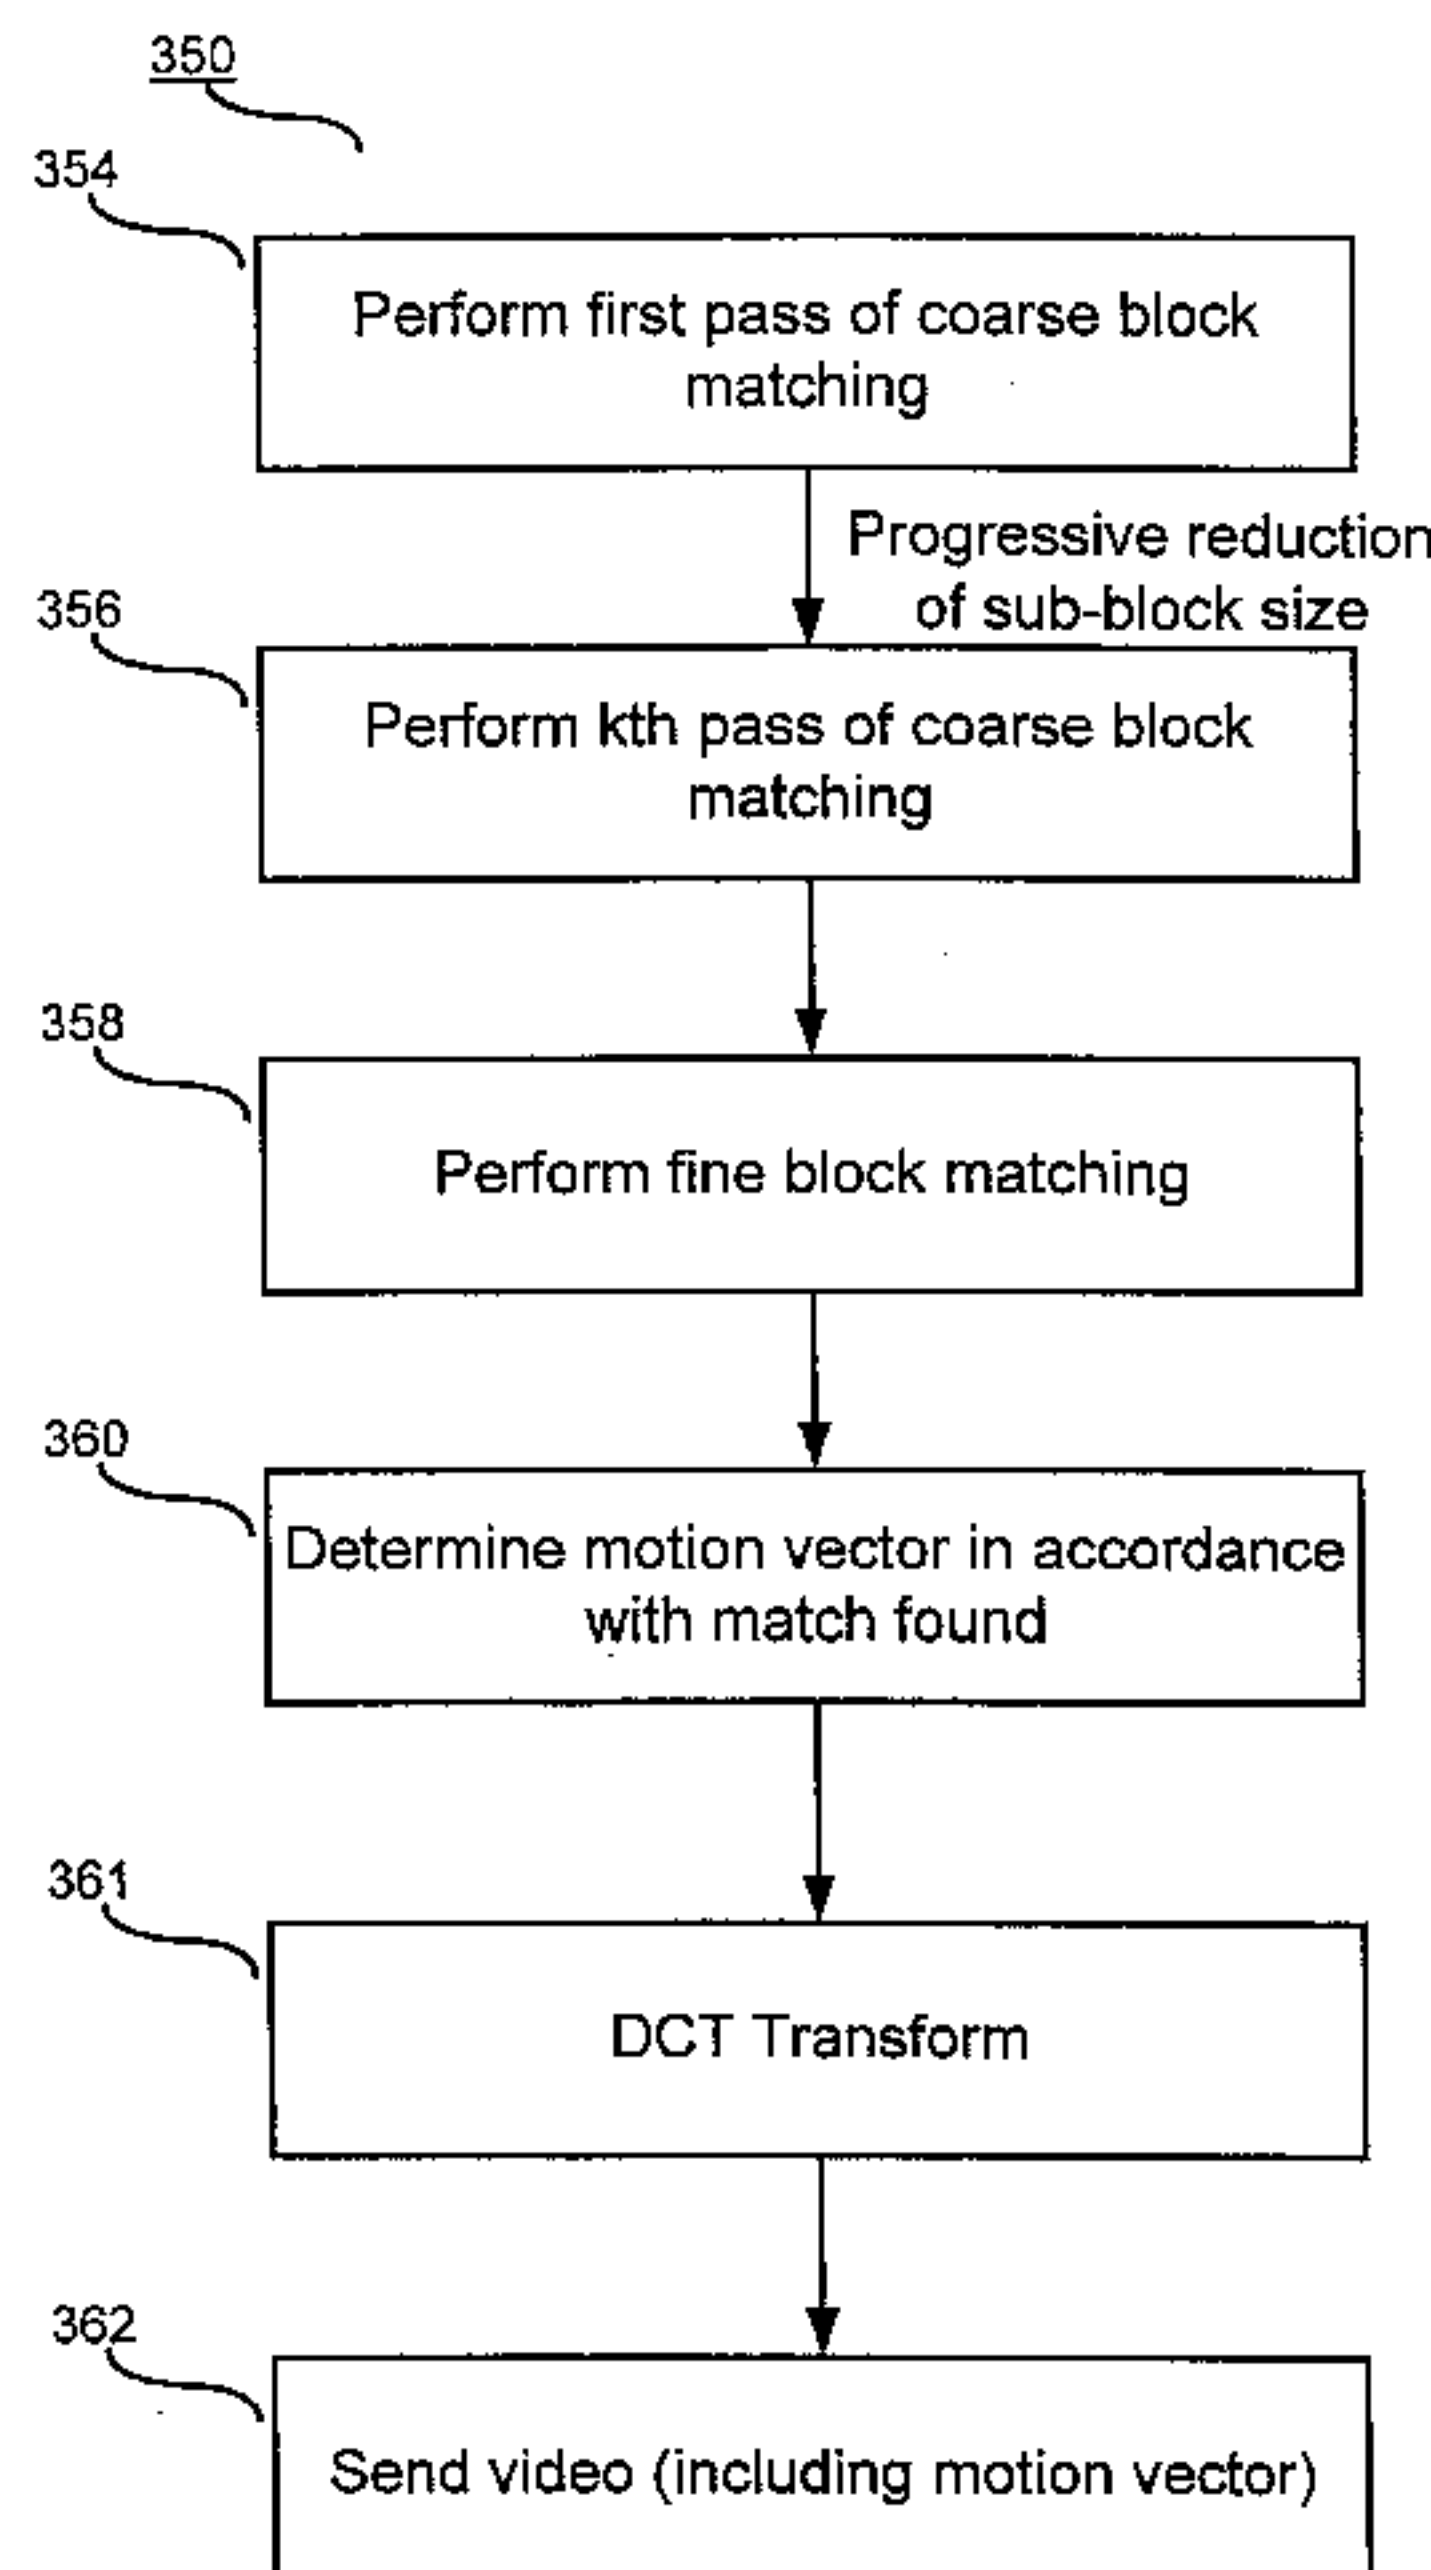 350
354
Perform first pass of coarse block
matching
Progressive reduction
of sub-block size
356
Perform kth pass of coarse block
matching
358
Perform fine block matching
360
Determine motion vector in accordance
with match found
361
DCT Transform
362
Send video (including motion vector)